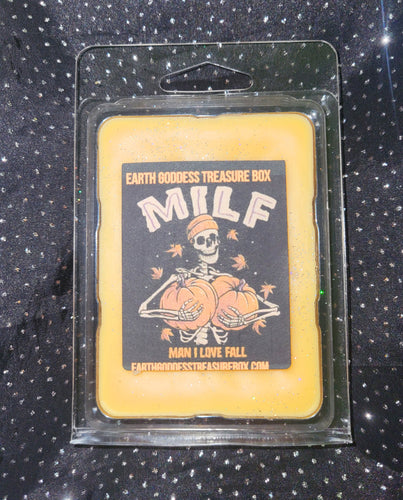 EARTH GODDESS TREASURE BOX
MILF
MAN I LOVE FALL
EARTHGODDESSTREASUREBOX.COM